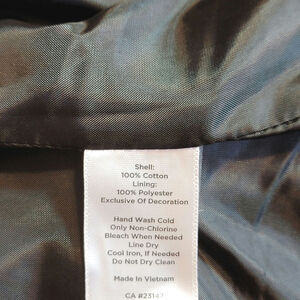 Shell:
100% Cotton
Lining:
100% Polyester
Exclusive Of Decoration
Hand Wash Cold
Only Non-Chlorine
Bleach When Needed
Line Dry
Cool Iron, If Needed
Do Not Dry Clean
Made In Vietnam
CA